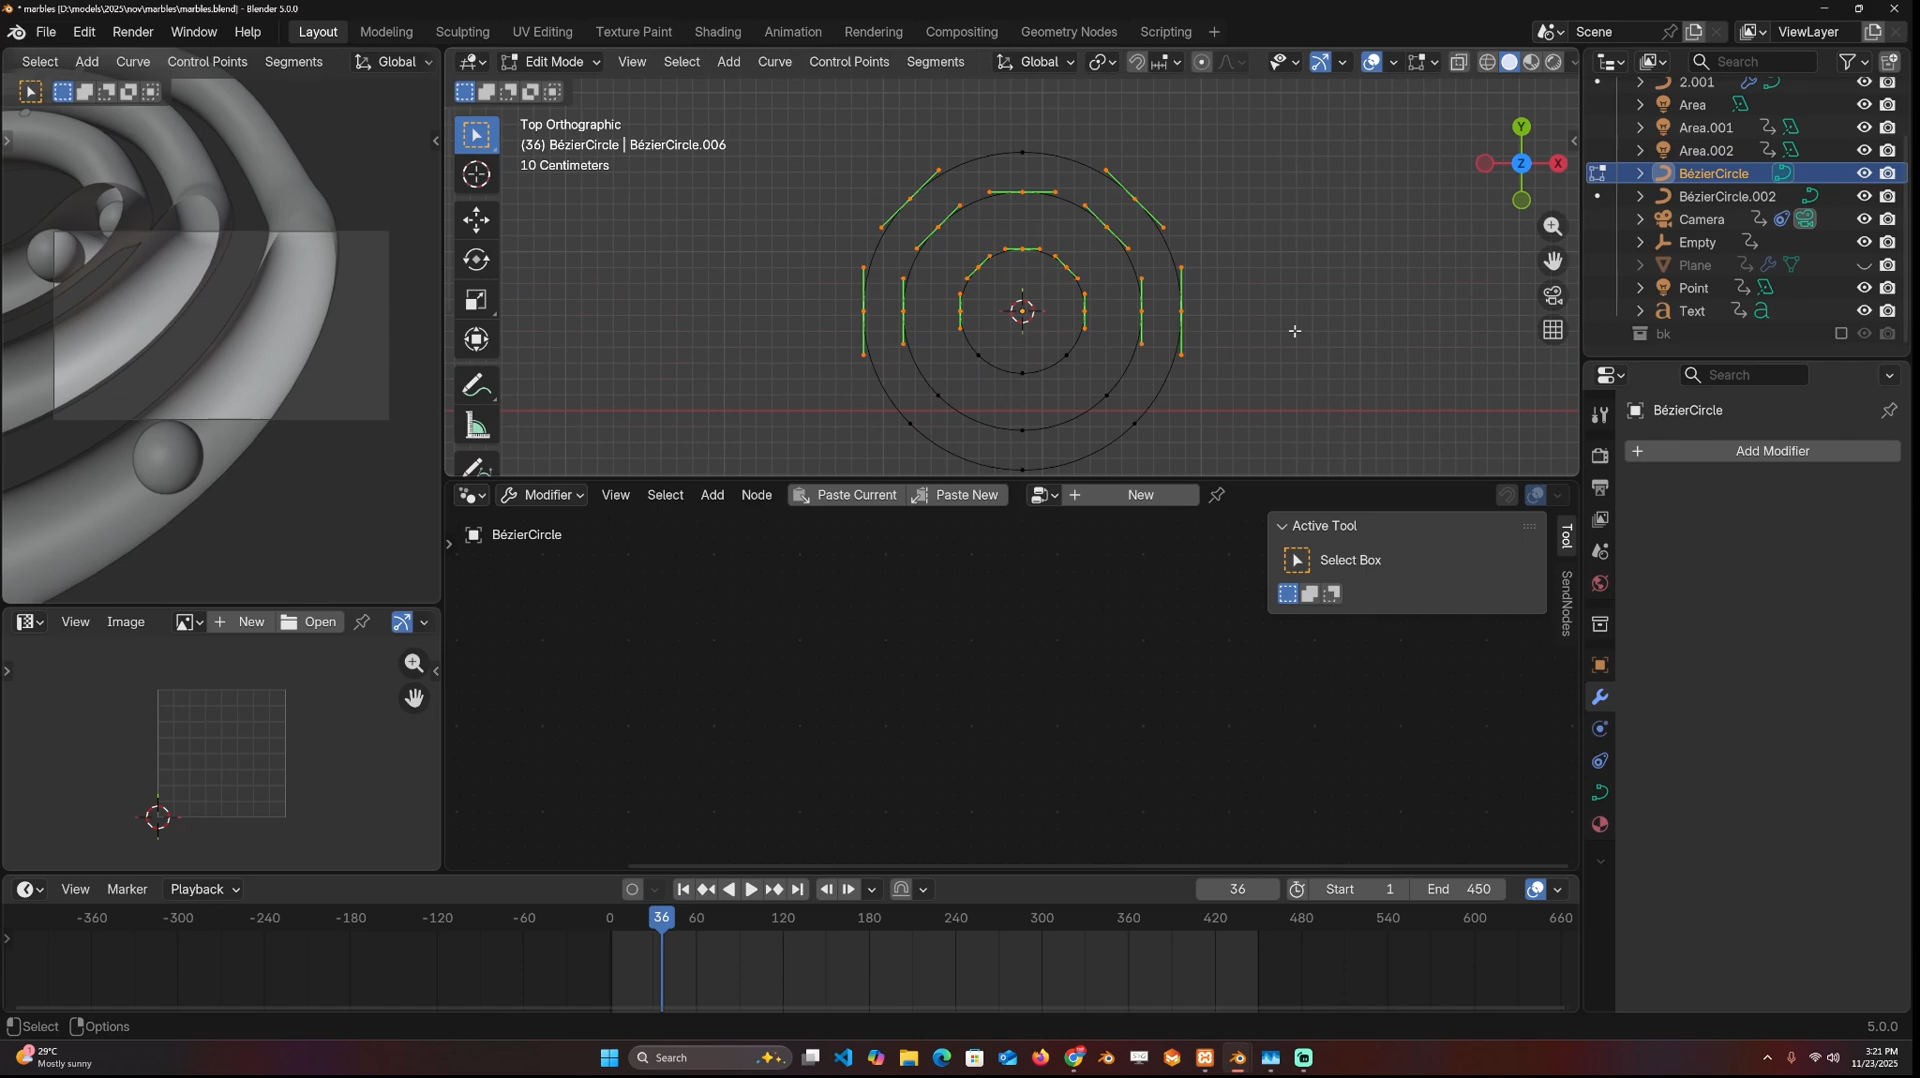 * marbles [D:\models\2025\nov\marbles\marbles.blend] - Blender 5.0.0
File Edit Render Window Help Layout Modeling Sculpting UV Editing Texture Paint Shading Animation Rendering Compositing Geometry Nodes Scripting + Scene ViewLayer
Select Add Curve Control Points Segments Global
Edit Mode View Select Add Curve Control Points Segments Global
Search
Top Orthographic
(36) BézierCircle | BézierCircle.006
10 Centimeters
Y
Z
X
2.001
Area
Area.001
Area.002
BézierCircle
BézierCircle.002
Camera
Empty
Plane
Point
Text
bk
Search
BézierCircle
+ Add Modifier
Modifier View Select Add Node Paste Current Paste New + New
BézierCircle
Active Tool
Select Box
Tool
SendNodes
View Image + New Open
View Marker Playback 36 Start 1 End 450
-360 -300 -240 -180 -120 -60 0 36 60 120 180 240 300 360 420 480 540 600 660
Select Options
5.0.0
29°C
Mostly sunny
Search
3:21 PM
11/23/2025